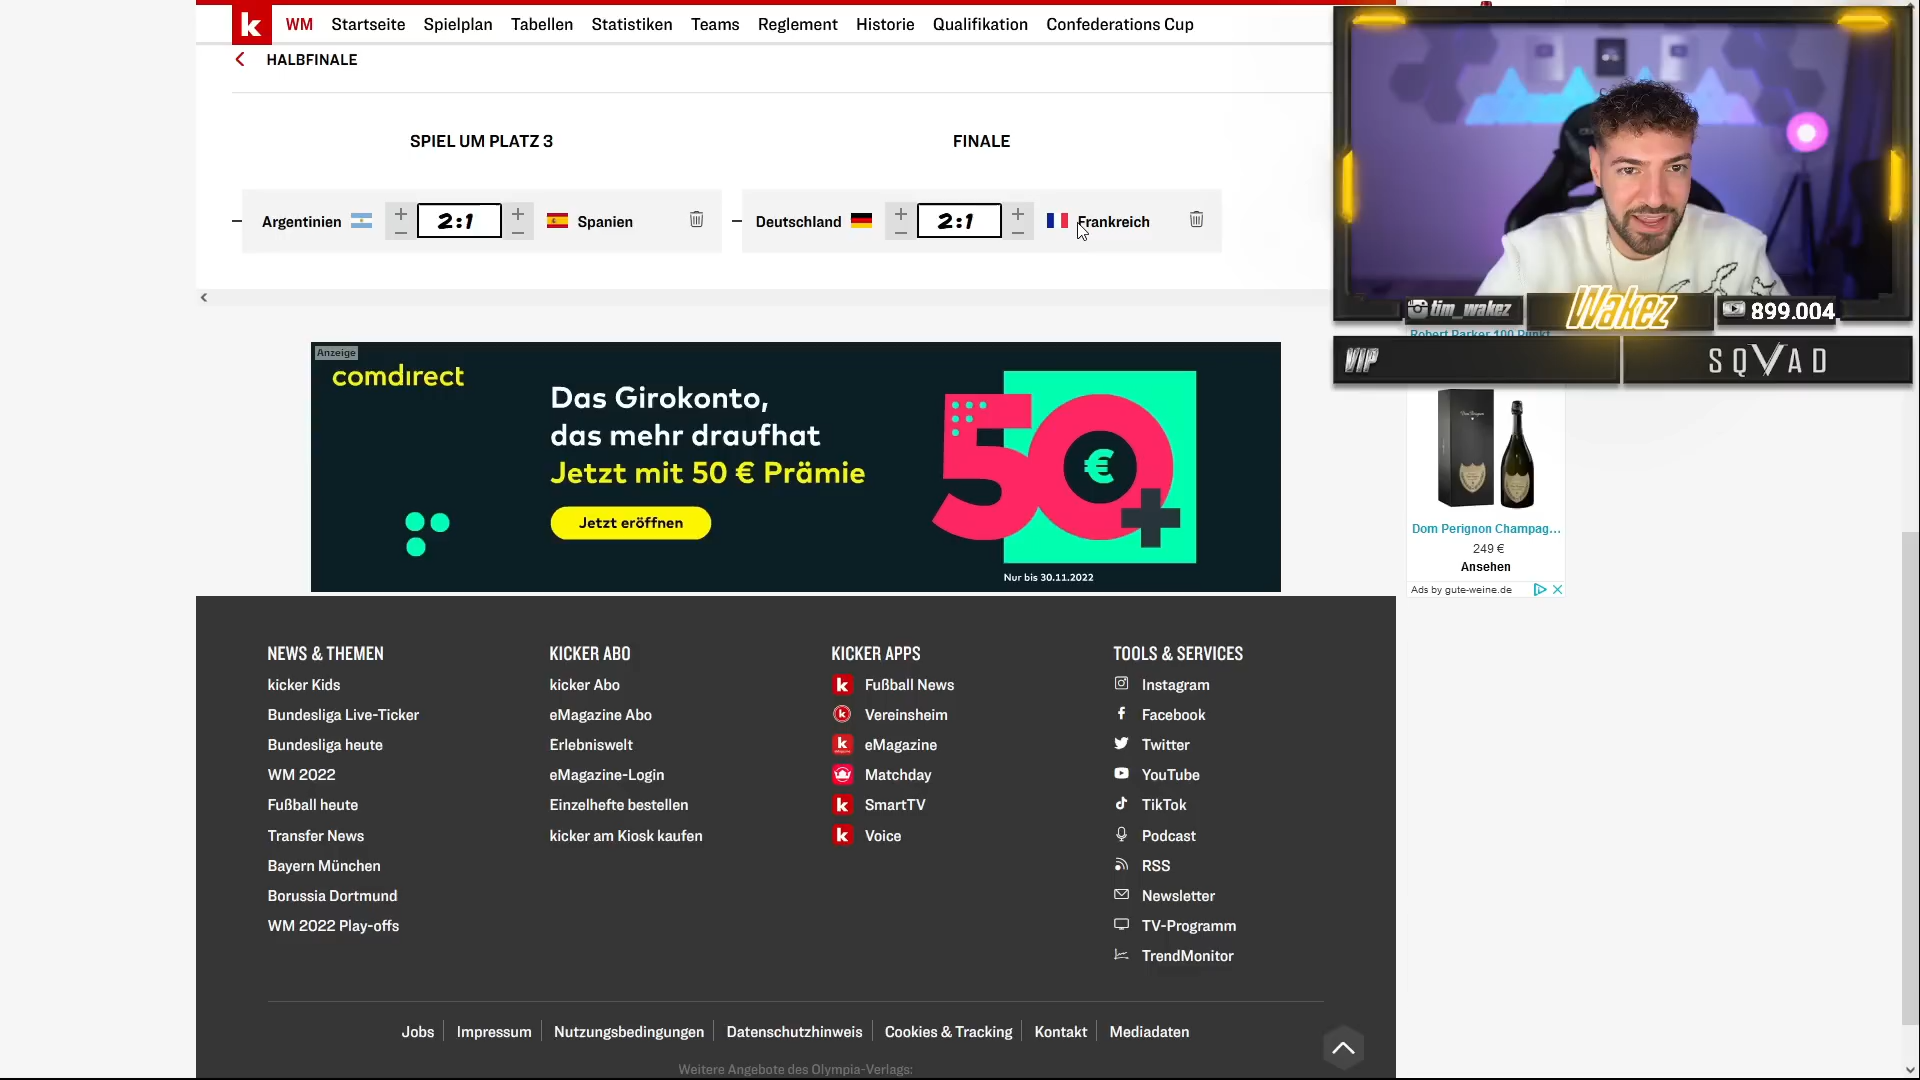 k WM Startseite Spielplan Tabellen Statistiken Teams Reglement Historie Qualifikation Confederations Cup
HALBFINALE
SPIEL UM PLATZ 3
FINALE
Argentinien + 2:1 + Spanien
Deutschland + 2:1 + Frankreich
tim_wakez
Wakez
899.004
VIP
SQVAD
Anzeige
comdirect
Das Girokonto,
das mehr draufhat
Jetzt mit 50 € Prämie
Jetzt eröffnen
50
€
+
Nur bis 30.11.2022
Robert Parker 100 Punkt
Dom Perignon Champag...
249 €
Ansehen
Ads by gute-weine.de
NEWS & THEMEN
kicker Kids
Bundesliga Live-Ticker
Bundesliga heute
WM 2022
Fußball heute
Transfer News
Bayern München
Borussia Dortmund
WM 2022 Play-offs
KICKER ABO
kicker Abo
eMagazine Abo
Erlebniswelt
eMagazine-Login
Einzelhefte bestellen
kicker am Kiosk kaufen
KICKER APPS
k Fußball News
k Vereinsheim
k eMagazine
Matchday
k SmartTV
k Voice
TOOLS & SERVICES
Instagram
Facebook
Twitter
YouTube
TikTok
Podcast
RSS
Newsletter
TV-Programm
TrendMonitor
Jobs Impressum Nutzungsbedingungen Datenschutzhinweis Cookies & Tracking Kontakt Mediadaten
Weitere Angebote des Olympia-Verlags: